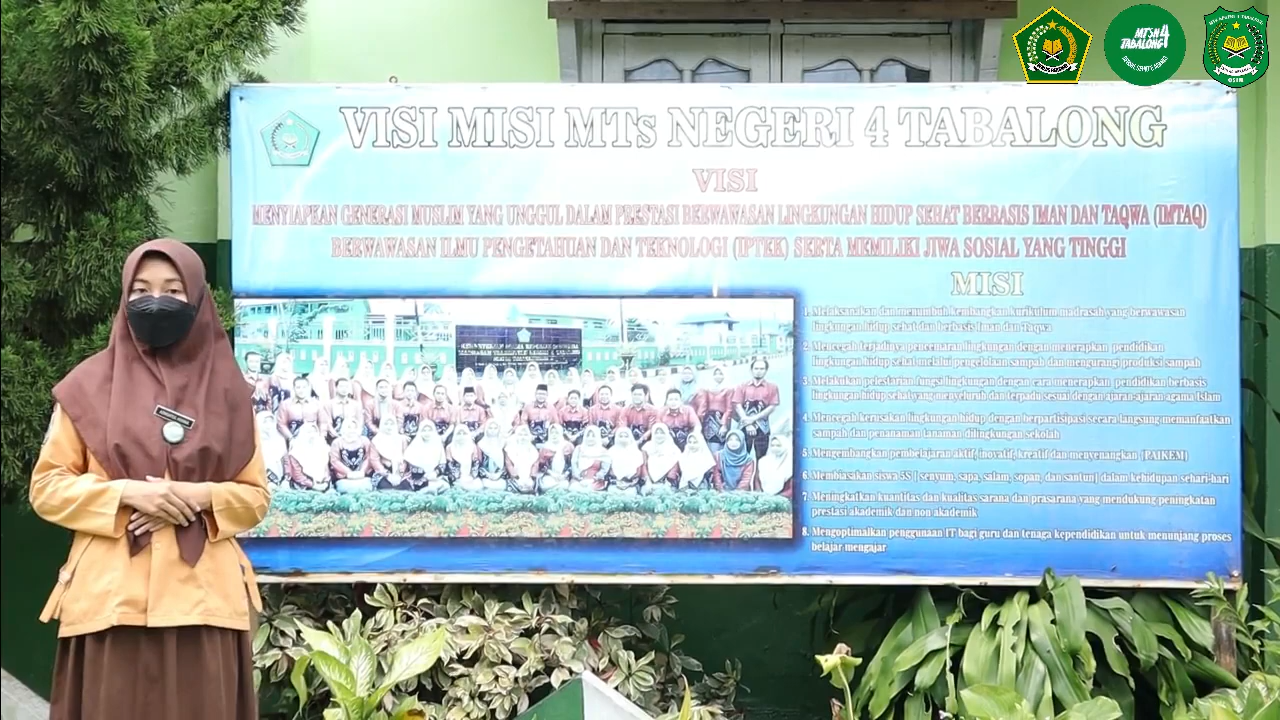 MTSN 4
TABALONG
VISI MISI MTs NEGERI 4 TABALONG
VISI
MENYIAPKAN GENERASI MUSLIM YANG UNGGUL DALAM PRESTASI BERWAWASAN LINGKUNGAN HIDUP SEHAT BERBASIS IMAN DAN TAQWA (IMTAQ)
BERWAWASAN ILMU PENGETAHUAN DAN TEKNOLOGI (IPTEK) SERTA MEMILIKI JIWA SOSIAL YANG TINGGI
MISI
1. Melaksanakan dan menumbuh kembangkan kurikulum madrasah yang berwawasan
lingkungan hidup sehat dan berbasis Iman dan Taqwa
2. Mencegah terjadinya pencemaran lingkungan dengan menerapkan pendidikan
lingkungan hidup sehat melui pengelolaan sampah dan mengurangi produksi sampah
3. Melakukan pelestarian fungsi lingkungan dengan cara menerapkan pendidikan berbasis
lingkungan hidup sehat yang menyeluruh dan terpadu sesuai dengan ajaran-ajaran agama Islam
4. Mencegah kerusakan lingkungan hidup dengan berpartisipasi secara langsung memanfaatkan
sampah dan penanaman tanaman dilingkungan sekolah
5. Mengembangkan pembelajaran aktif, inovatif, kreatif dan menyenangkan [PAIKEM]
6. Membiasakan siswa 5S [ senyum, sapa, salam, sopan, dan santun] dalam kehidupan sehari-hari
7. Meningkatkan kuantitas dan kualitas sarana dan prasarana yang mendukung peningkatan
prestasi akademik dan non akademik
8. Mengoptimalkan penggunaan IT bagi guru dan tenaga kependidikan untuk menunjang proses
belajar mengajar